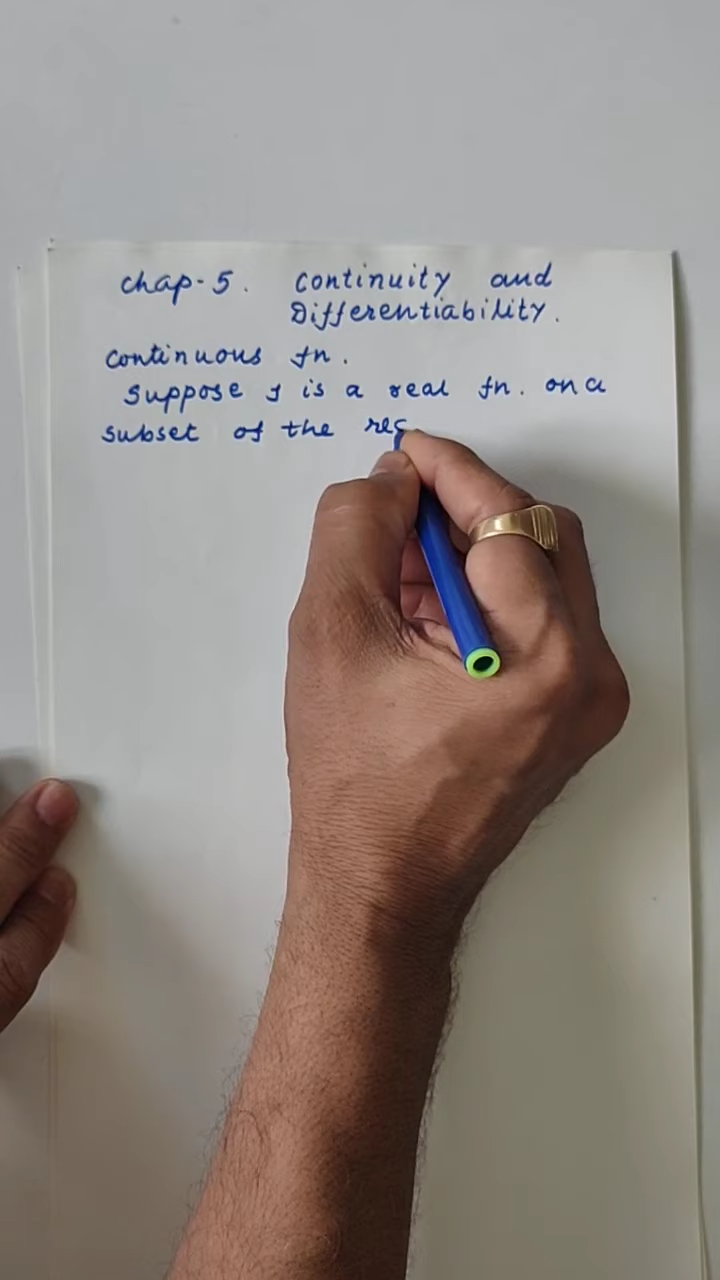 Chap-5. Continuity and
Differentiability.
Continuous fn.
Suppose f is a real fn. on a
subset of the